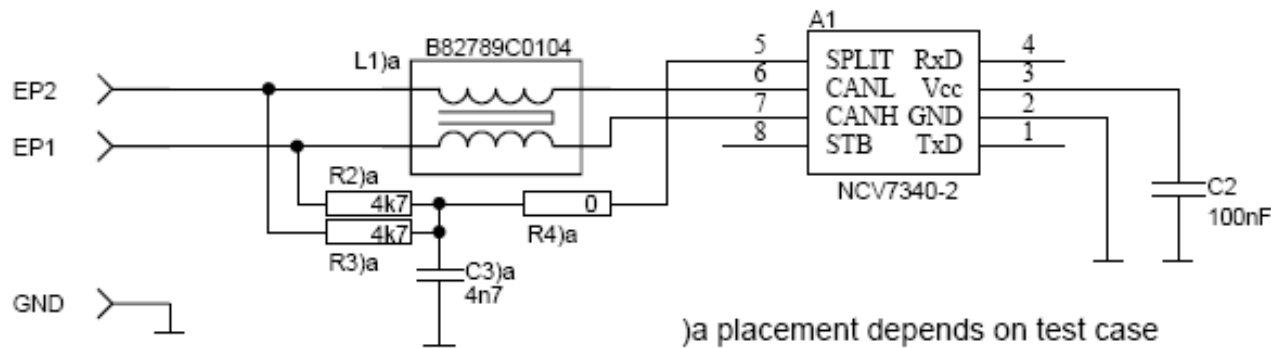 A1
B82789C0104
L1)a
EP2
EP1
GND
5
6
7
8
SPLIT RxD
CANL Vcc
CANH GND
STB TxD
4
3
2
1
NCV7340-2
R2)a
4k7
4k7
R3)a
0
R4)a
C3)a
4n7
C2
100nF
)a placement depends on test case